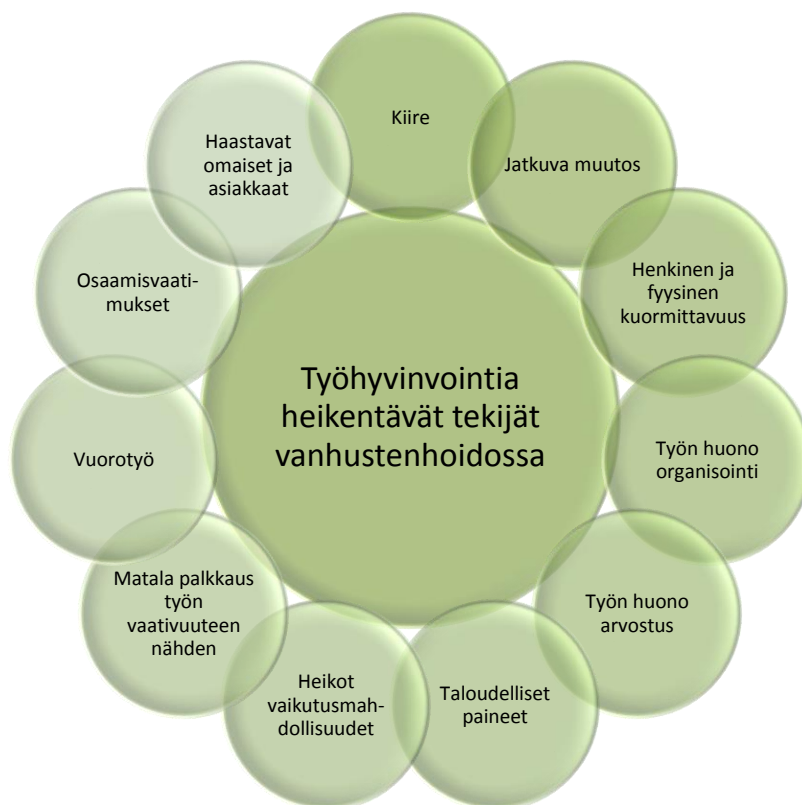 Kiire
Jatkuva muutos
Henkinen ja
fyysinen
kuormittavuus
Työn huono
organisointi
Työn huono
arvostus
Taloudelliset
paineet
Heikot
vaikutusmah-
dollisuudet
Matala palkkaus
työn
vaativuuteen
nähden
Vuorotyö
Osaamisvaati-
mukset
Haastavat
omaiset ja
asiakkaat
Työhyvinvointia
heikentävät tekijät
vanhustenhoidossa